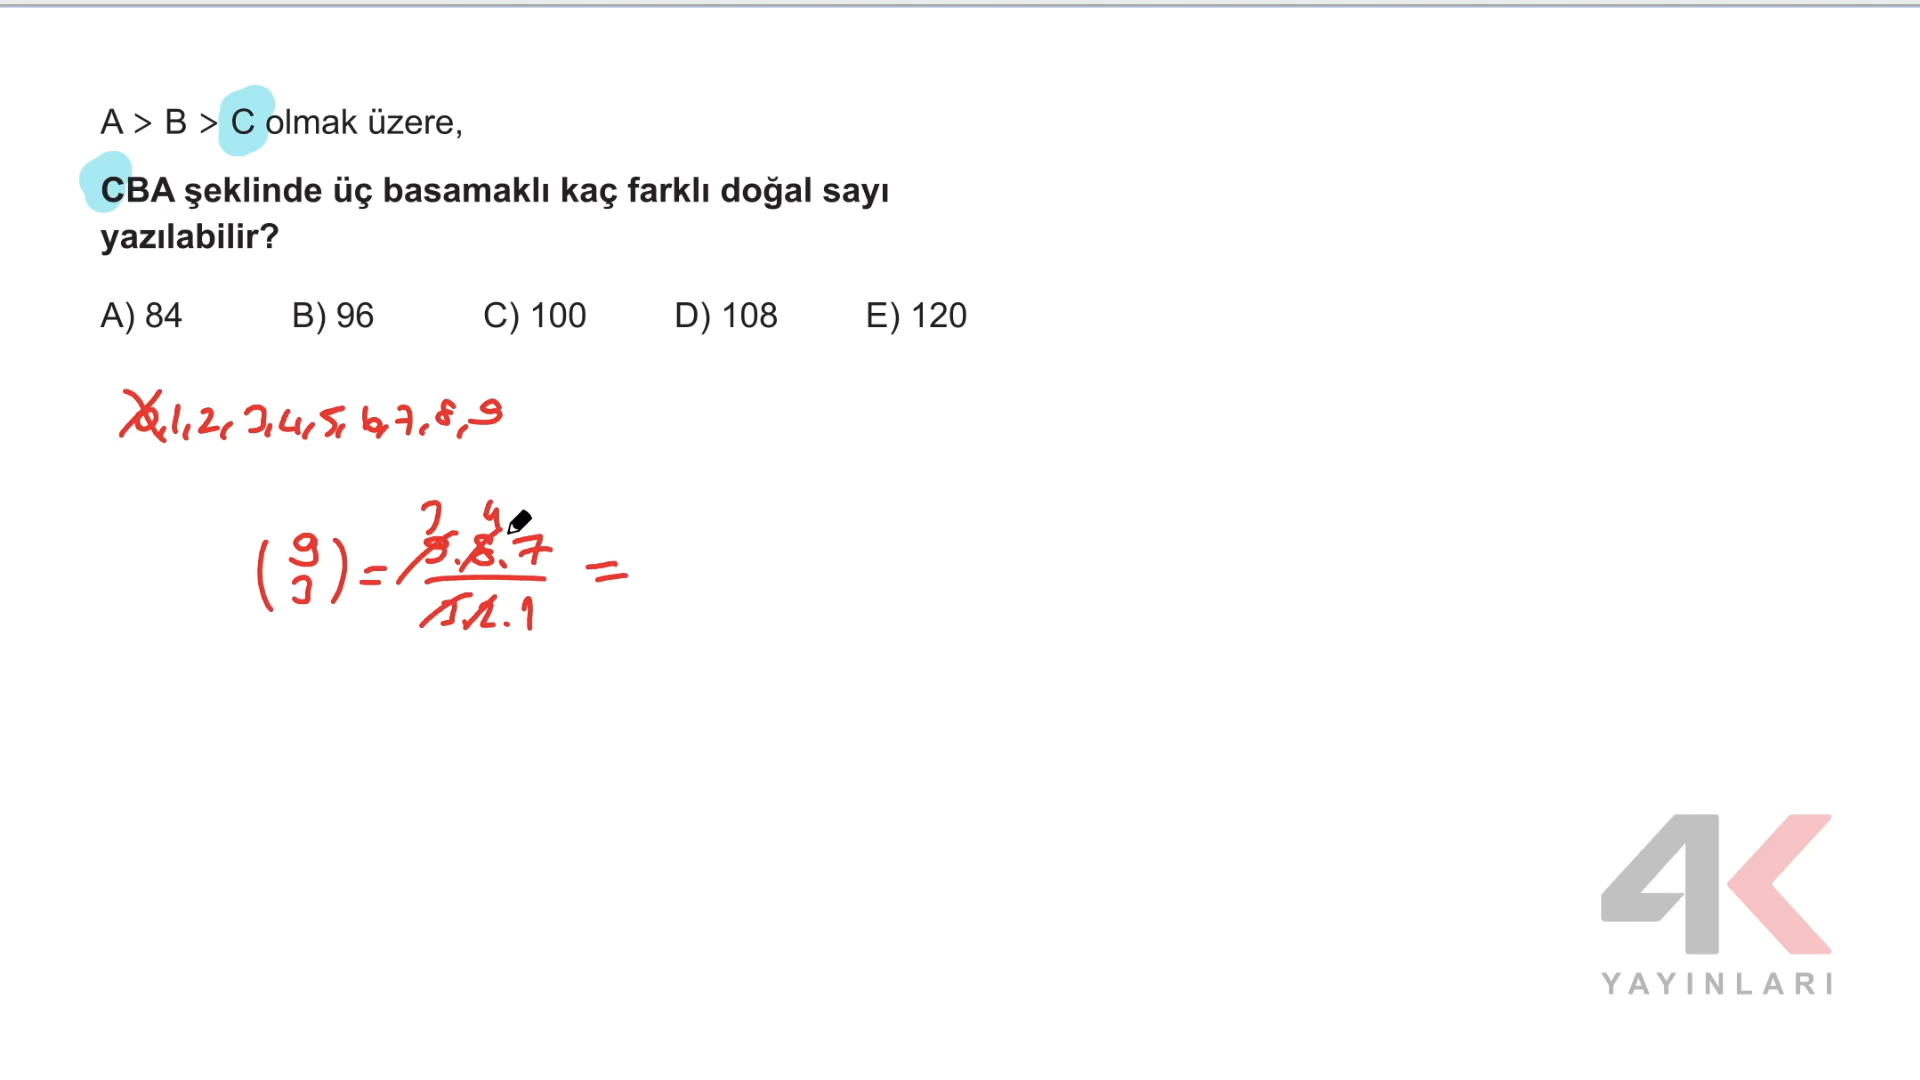 A > B > C olmak üzere,
CBA şeklinde üç basamaklı kaç farklı doğal sayı
yazılabilir?
A) 84 B) 96 C) 100 D) 108 E) 120
0,1,2,3,4,5,6,7,8,9
3 4
(9 3) = 9.8.7 / 3.2.1 =
4K
YAYINLARI